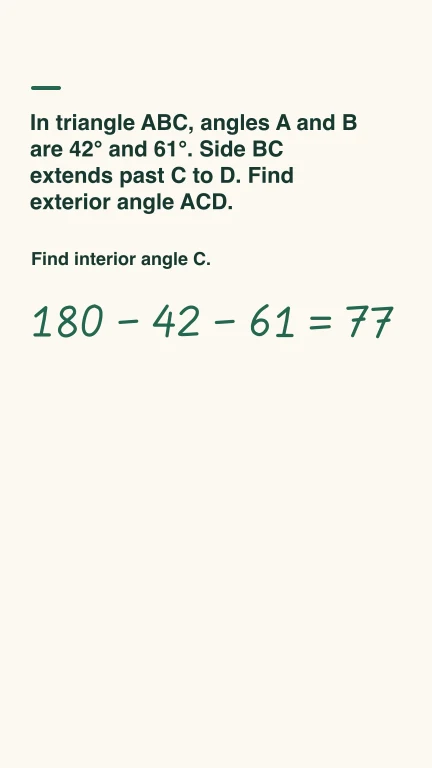 In triangle ABC, angles A and B
are 42° and 61°. Side BC
extends past C to D. Find
exterior angle ACD.
Find interior angle C.
180 − 42 − 61 = 77